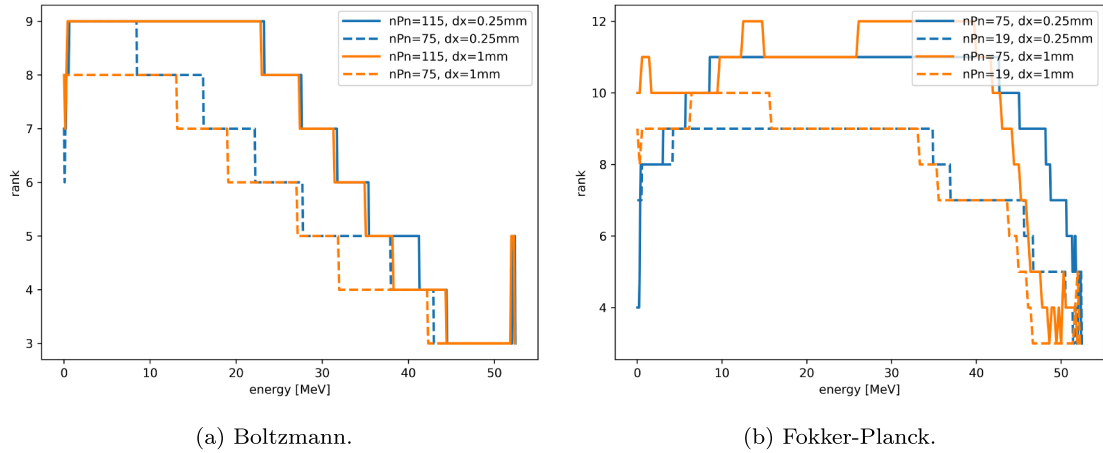 9
8
7
6
5
4
3
rank
0
10
20
30
40
50
energy [MeV]
nPn=115, dx=0.25mm
nPn=75, dx=0.25mm
nPn=115, dx=1mm
nPn=75, dx=1mm
(a) Boltzmann.
12
10
8
6
4
rank
0
10
20
30
40
50
energy [MeV]
nPn=75, dx=0.25mm
nPn=19, dx=0.25mm
nPn=75, dx=1mm
nPn=19, dx=1mm
(b) Fokker-Planck.